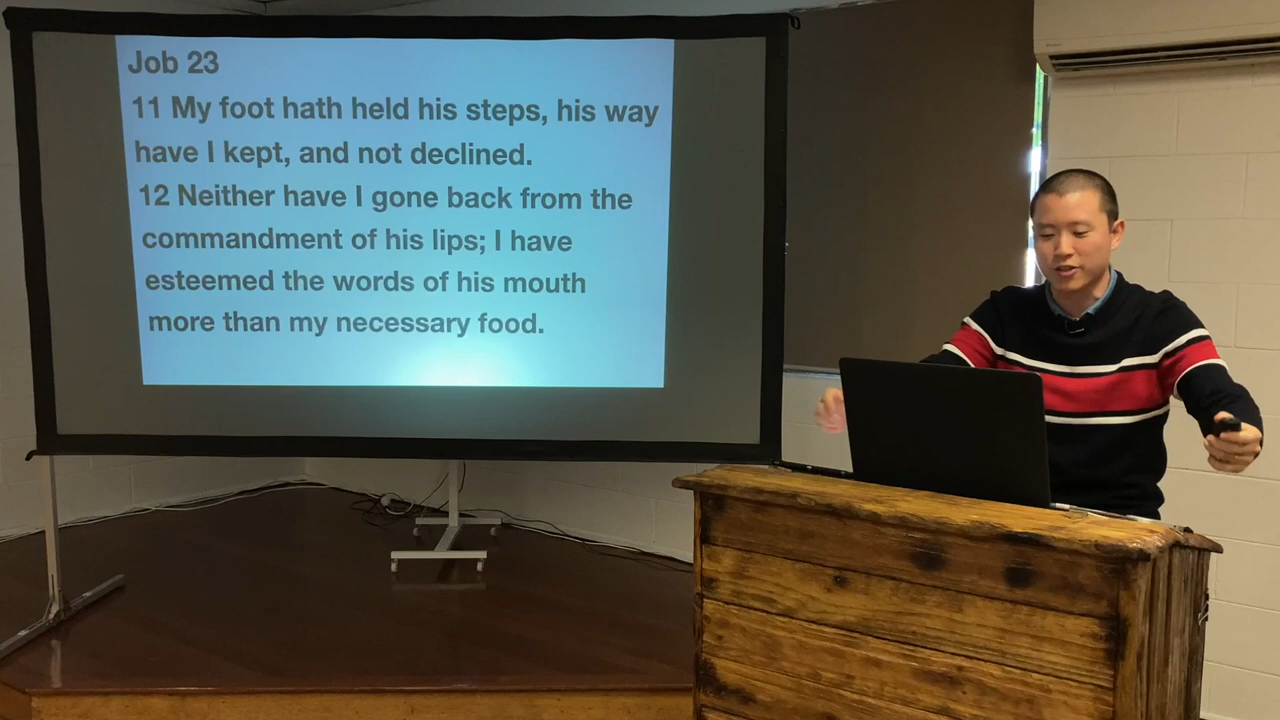 Job 23
11 My foot hath held his steps, his way
have I kept, and not declined.
12 Neither have I gone back from the
commandment of his lips; I have
esteemed the words of his mouth
more than my necessary food.